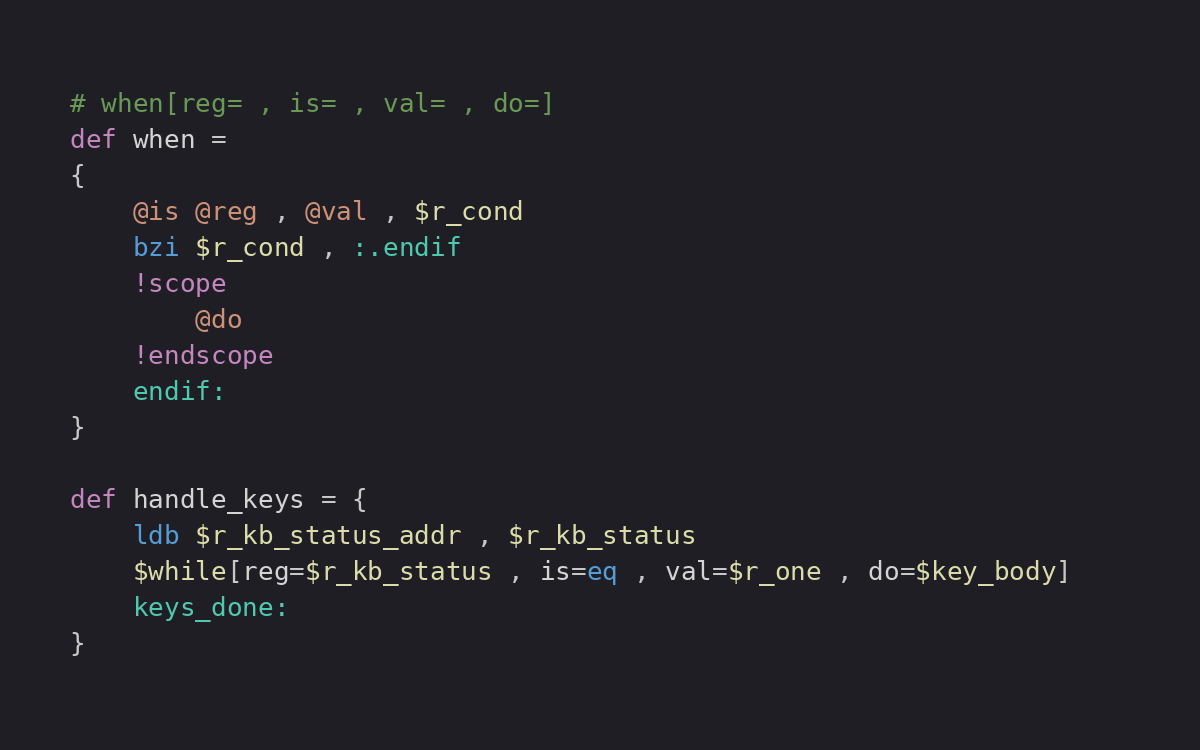 # when[reg= , is= , val= , do=]
def when =
{
    @is @reg , @val , $r_cond
    bzi $r_cond , :.endif
    !scope
        @do
    !endscope
    endif:
}

def handle_keys = {
    ldb $r_kb_status_addr , $r_kb_status
    $while[reg=$r_kb_status , is=eq , val=$r_one , do=$key_body]
    keys_done:
}